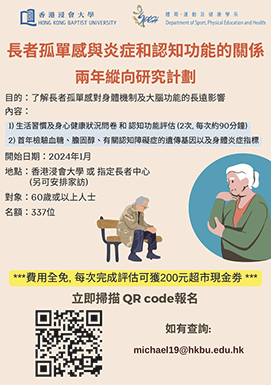 香港浸會大學
HONG KONG BAPTIST UNIVERSITY
體育、運動及健康學系
Department of Sport, Physical Education and Health
長者孤單感與炎症和認知功能的關係
兩年縱向研究計劃
目的：了解長者孤單感對身體機制及大腦功能的長遠影響
內容：
1) 生活習慣及身心健康狀況問卷 和 認知功能評估 (2次, 每次約90分鐘)
2) 首年檢驗血糖、膽固醇、有關認知障礙症的遺傳基因以及身體炎症指標
開始日期：2024年1月
地點：香港浸會大學 或 指定長者中心
(另可安排家訪)
對象：60歲或以上人士
名額：337位
***費用全免, 每次完成評估可獲200元超市現金券 ***
立即掃描 QR code報名
如有查詢:
michael19@hkbu.edu.hk